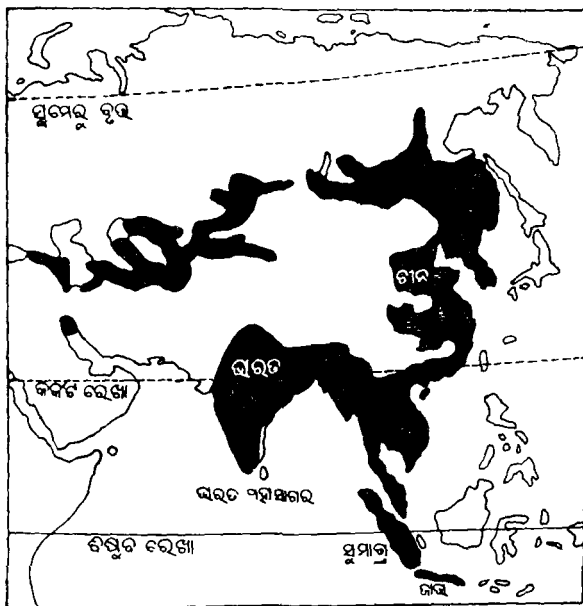 ସୁମେରୁ ବୃତ୍ତ
ଚୀନ
ଭାରତ
କର୍କଟ ରେଖା
ଭାରତ ମହାସାଗର
ବିଷୁବ ରେଖା
ସୁମାତ୍ରା
ଜାଭା